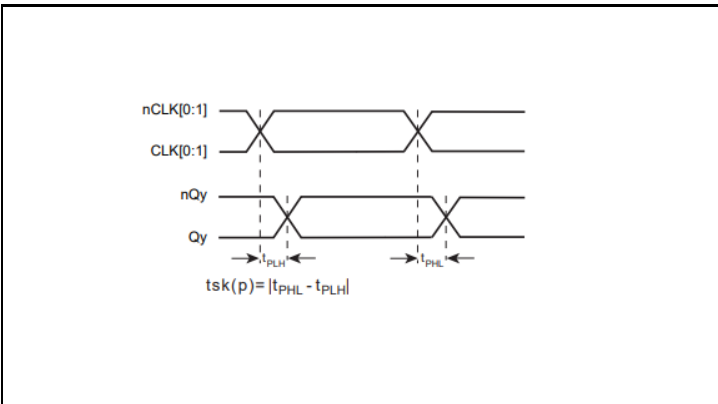 nCLK[0:1]
CLK[0:1]
nQy
Qy
tPLH tPHL
tsk(p)=|tPHL - tPLH|